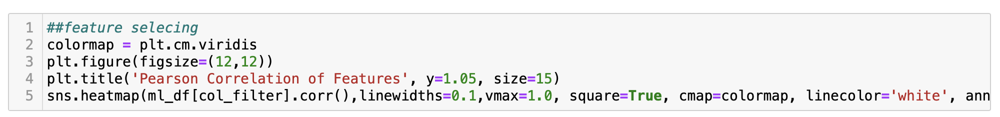 1 ##feature selecing
2 colormap = plt.cm.viridis
3 plt.figure(figsize=(12,12))
4 plt.title('Pearson Correlation of Features', y=1.05, size=15)
5 sns.heatmap(ml_df[col_filter].corr(),linewidths=0.1,vmax=1.0, square=True, cmap=colormap, linecolor='white', ann